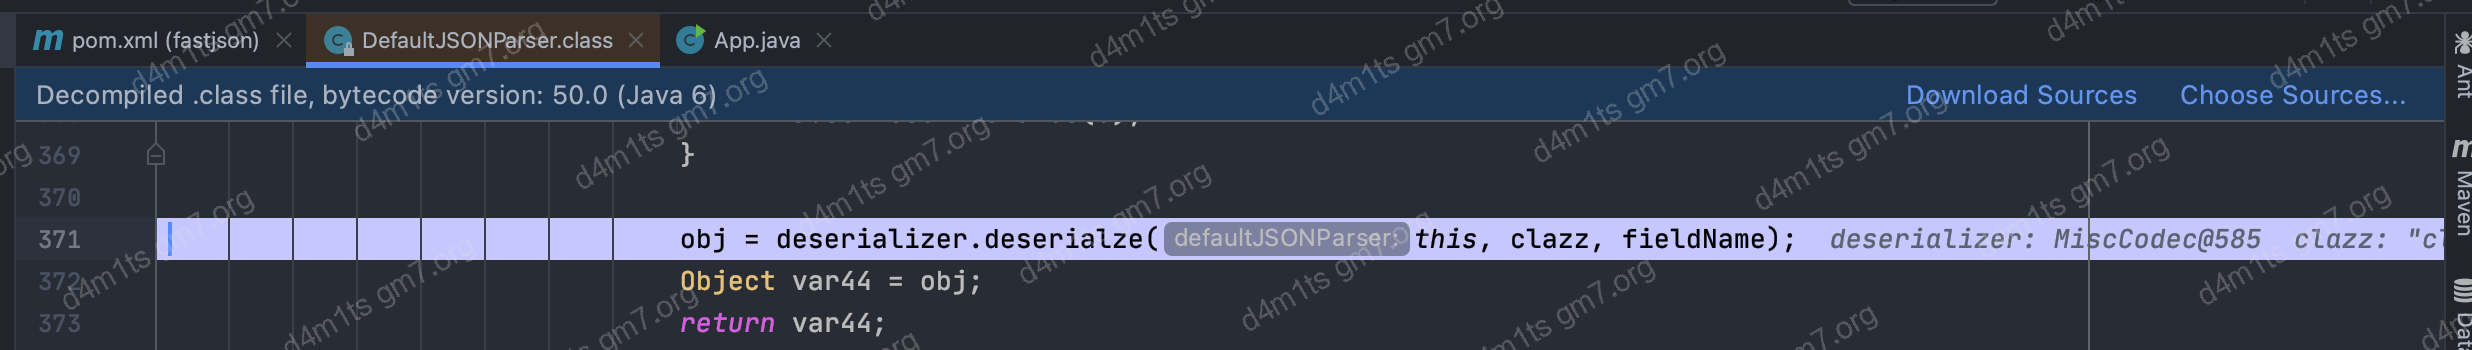 pom.xml (fastjson) DefaultJSONParser.class App.java
Decompiled .class file, bytecode version: 50.0 (Java 6) Download Sources Choose Sources...
369 }
370
371 obj = deserializer.deserialze( defaultJSONParser: this, clazz, fieldName); deserializer: MiscCodec@585 clazz: "cl
372 Object var44 = obj;
373 return var44;
Ant
Maven
Data
d4m1ts gm7.org